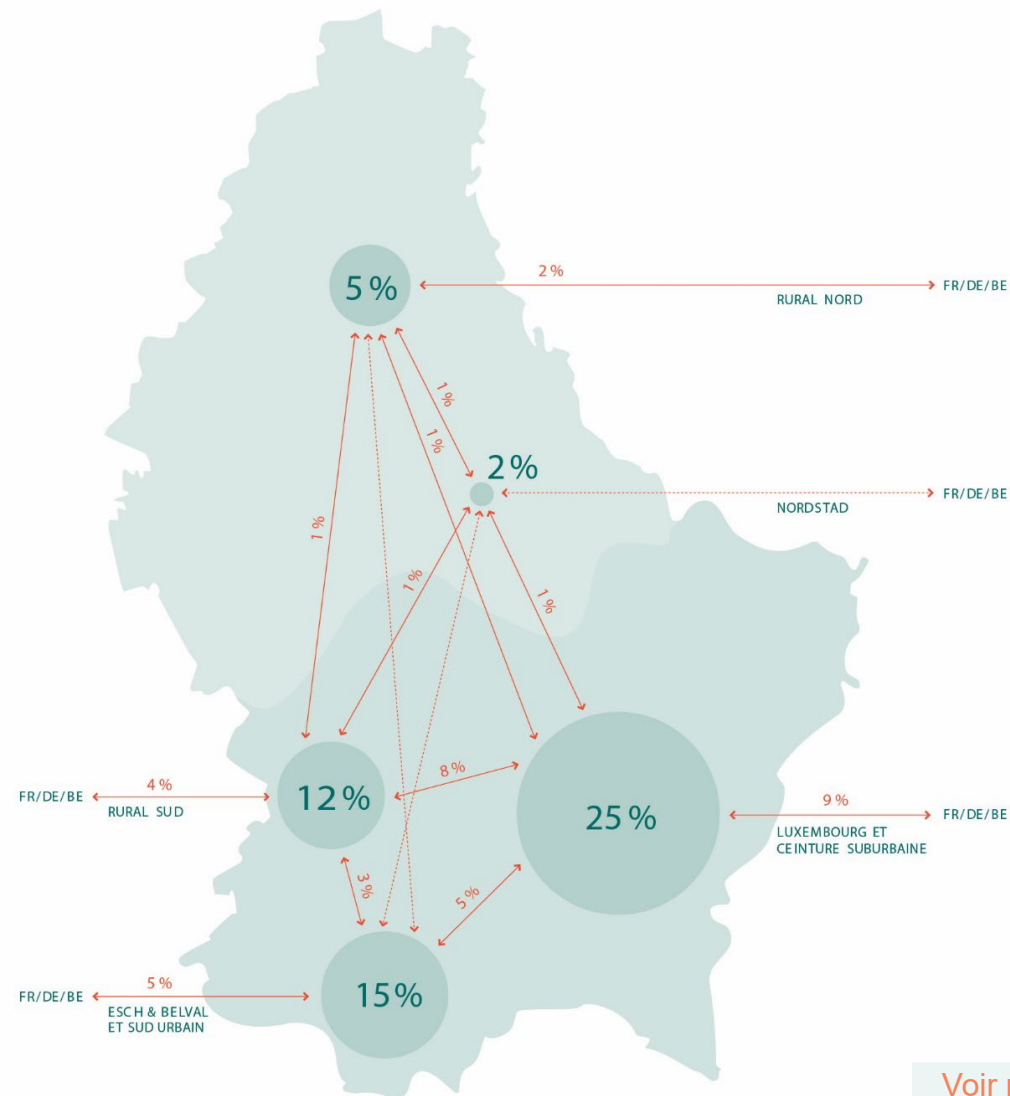 5 %
2 %
RURAL NORD
FR/DE/BE
1 %
1 %
2 %
NORDSTAD
FR/DE/BE
1 %
1 %
1 %
FR/DE/BE
4 %
RURAL SUD
12 %
8 %
25 %
9 %
LUXEMBOURG ET
CEINTURE SUBURBAINE
FR/DE/BE
3 %
5 %
FR/DE/BE
5 %
ESCH & BELVAL
ET SUD URBAIN
15 %
Voir